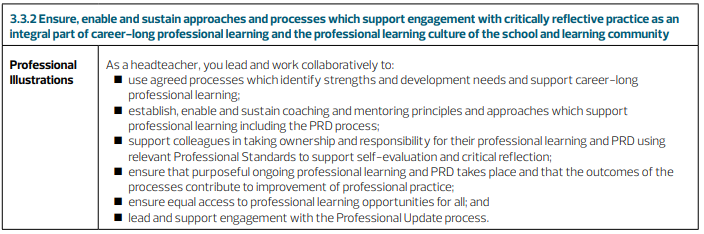 3.3.2 Ensure, enable and sustain approaches and processes which support engagement with critically reflective practice as an
integral part of career-long professional learning and the professional learning culture of the school and learning community
Professional
Illustrations
As a headteacher, you lead and work collaboratively to:
■ use agreed processes which identify strengths and development needs and support career-long
professional learning;
■ establish, enable and sustain coaching and mentoring principles and approaches which support
professional learning including the PRD process;
■ support colleagues in taking ownership and responsibility for their professional learning and PRD using
relevant Professional Standards to support self-evaluation and critical reflection;
■ ensure that purposeful ongoing professional learning and PRD takes place and that the outcomes of the
processes contribute to improvement of professional practice;
■ ensure equal access to professional learning opportunities for all; and
■ lead and support engagement with the Professional Update process.